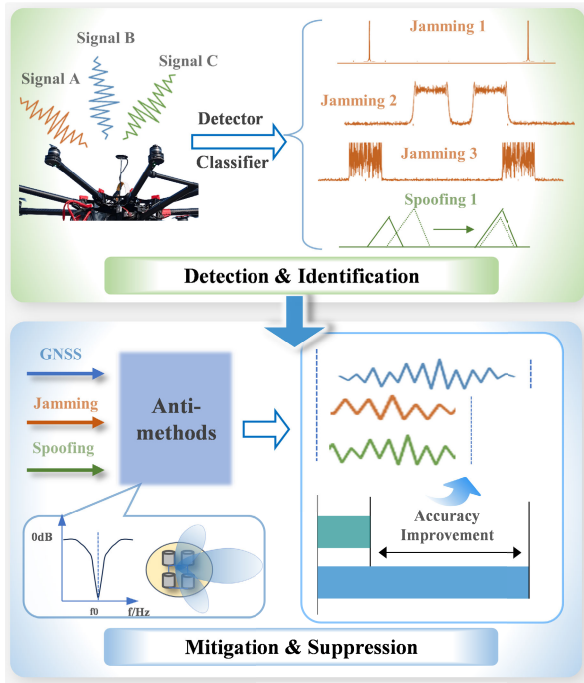 Signal A
Signal B
Signal C
Detector
Classifier
Jamming 1
Jamming 2
Jamming 3
Spoofing 1
Detection & Identification
GNSS
Jamming
Spoofing
Anti-
methods
0dB
f0
f/Hz
Accuracy
Improvement
Mitigation & Suppression